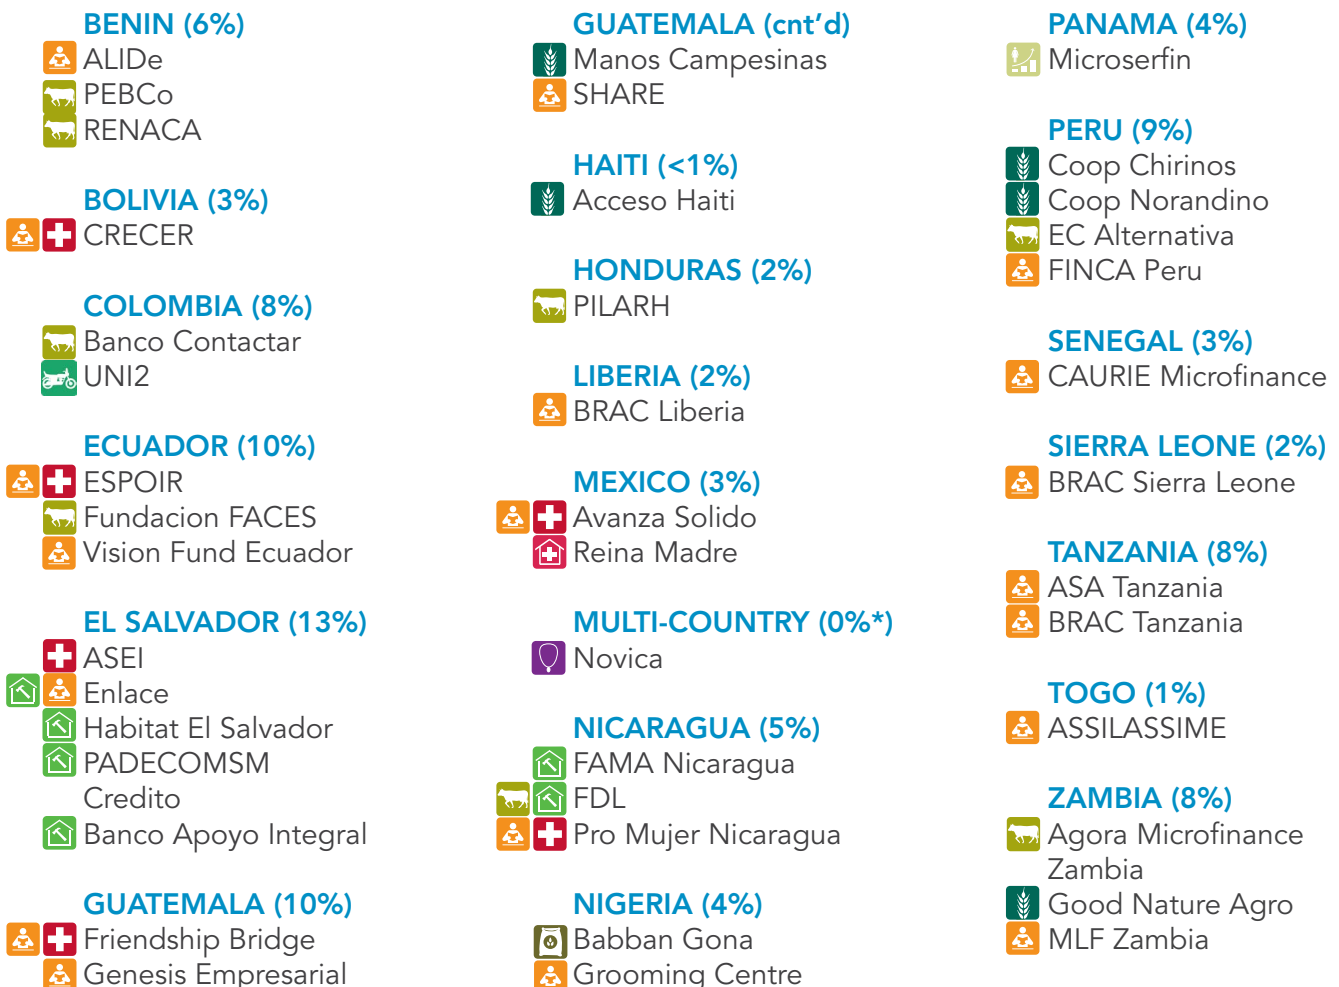 BENIN (6%)
ALIDe
PEBCo
RENACA
BOLIVIA (3%)
CRECER
COLOMBIA (8%)
Banco Contactar
UNI2
ECUADOR (10%)
ESPOIR
Fundacion FACES
Vision Fund Ecuador
EL SALVADOR (13%)
ASEI
Enlace
Habitat El Salvador
PADECOMSM
Credito
Banco Apoyo Integral
GUATEMALA (10%)
Friendship Bridge
Genesis Empresarial
GUATEMALA (cnt’d)
Manos Campesinas
SHARE
HAITI (<1%)
Acceso Haiti
HONDURAS (2%)
PILARH
LIBERIA (2%)
BRAC Liberia
MEXICO (3%)
Avanza Solido
Reina Madre
MULTI-COUNTRY (0%*)
Novica
NICARAGUA (5%)
FAMA Nicaragua
FDL
Pro Mujer Nicaragua
NIGERIA (4%)
Babban Gona
Grooming Centre
PANAMA (4%)
Microserfin
PERU (9%)
Coop Chirinos
Coop Norandino
EC Alternativa
FINCA Peru
SENEGAL (3%)
CAURIE Microfinance
SIERRA LEONE (2%)
BRAC Sierra Leone
TANZANIA (8%)
ASA Tanzania
BRAC Tanzania
TOGO (1%)
ASSILASSIME
ZAMBIA (8%)
Agora Microfinance
Zambia
Good Nature Agro
MLF Zambia